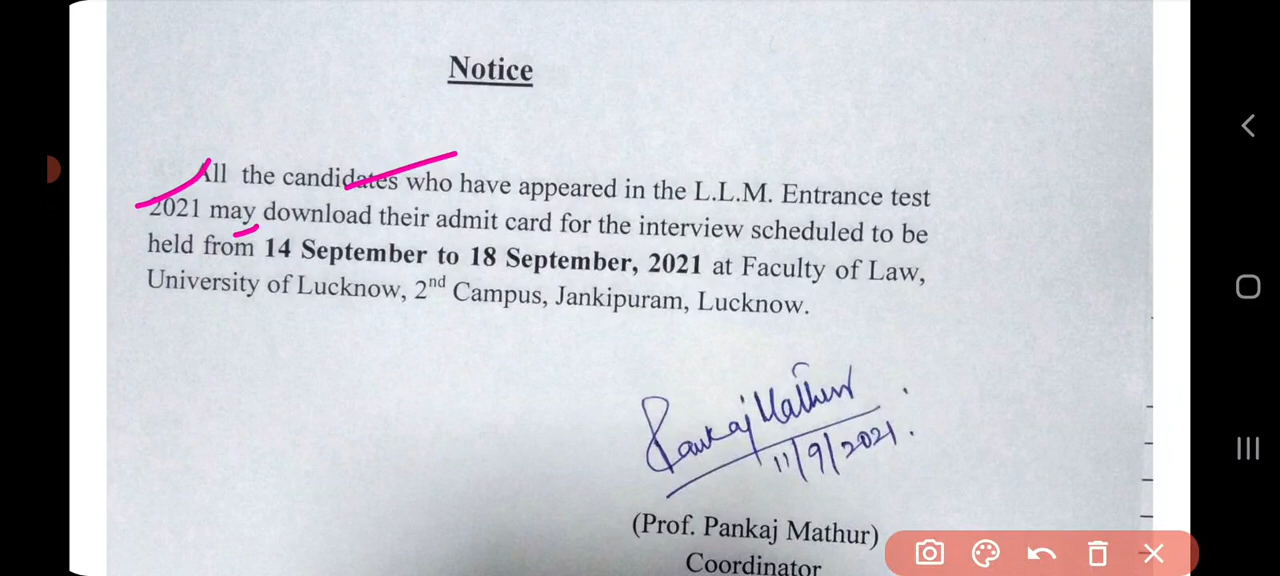 Notice
All the candidates who have appeared in the L.L.M. Entrance test
2021 may download their admit card for the interview scheduled to be
held from 14 September to 18 September, 2021 at Faculty of Law,
University of Lucknow, 2nd Campus, Jankipuram, Lucknow.
Pankaj Mathur
11/9/2021.
(Prof. Pankaj Mathur)
Coordinator